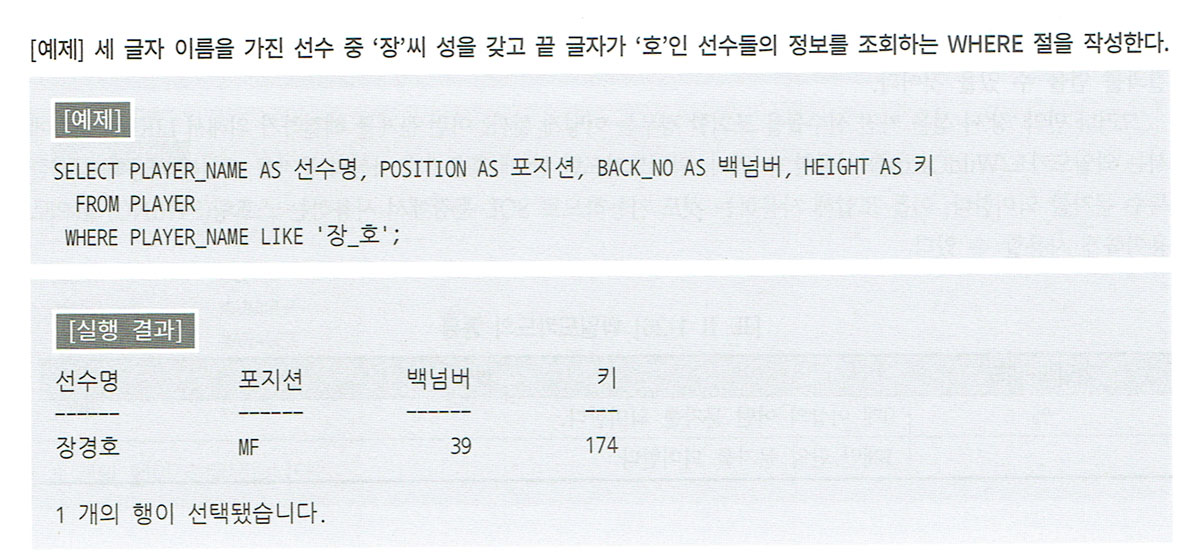 [예제] 세 글자 이름을 가진 선수 중 ‘장’씨 성을 갖고 끝 글자가 ‘호’인 선수들의 정보를 조회하는 WHERE 절을 작성한다.
[예제]
SELECT PLAYER_NAME AS 선수명, POSITION AS 포지션, BACK_NO AS 백넘버, HEIGHT AS 키
FROM PLAYER
WHERE PLAYER_NAME LIKE '장_호';
[실행 결과]
선수명 포지션 백넘버 키
------ ------ ------ ---
장경호 MF 39 174
1 개의 행이 선택됐습니다.